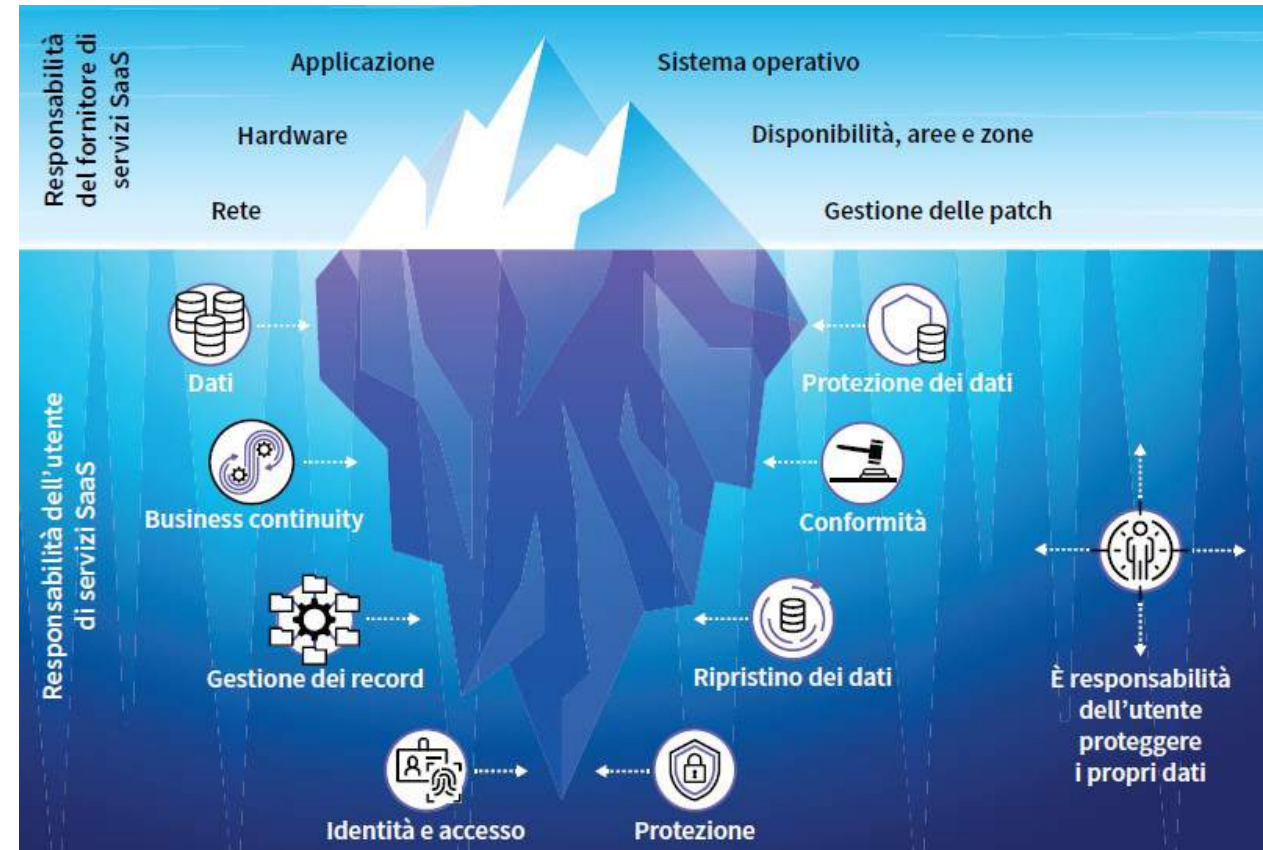 Responsabilità
del fornitore di
servizi SaaS
Applicazione
Sistema operativo
Hardware
Disponibilità, aree e zone
Rete
Gestione delle patch
Responsabilità dell'utente
di servizi SaaS
Dati
Protezione dei dati
Business continuity
Conformità
Gestione dei record
Ripristino dei dati
È responsabilità
dell'utente
proteggere
i propri dati
Identità e accesso
Protezione